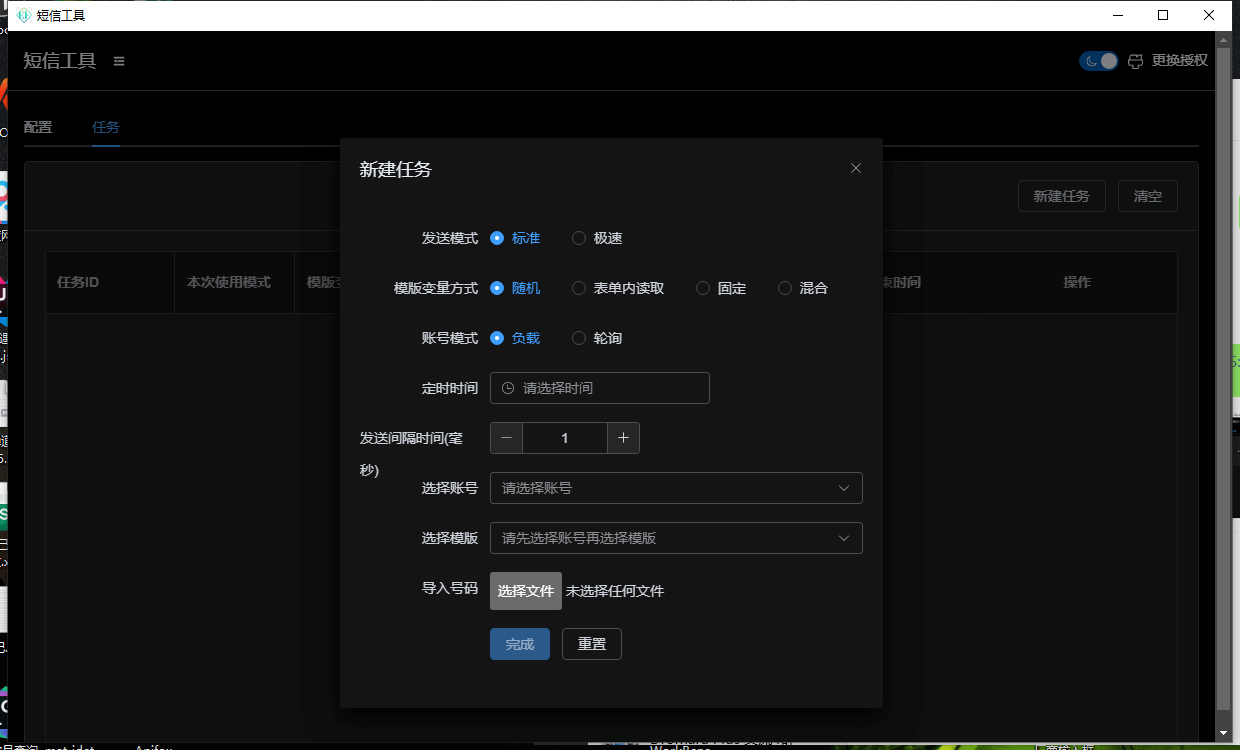 短信工具
短信工具
更换授权
配置
任务
新建任务
新建任务
清空
发送模式
标准
极速
任务ID
本次使用模式
模版变
束时间
操作
模版变量方式
随机
表单内读取
固定
混合
账号模式
负载
轮询
定时时间
请选择时间
发送间隔时间(毫
秒)
1
选择账号
请选择账号
选择模版
请先选择账号再选择模版
导入号码
选择文件 未选择任何文件
完成
重置